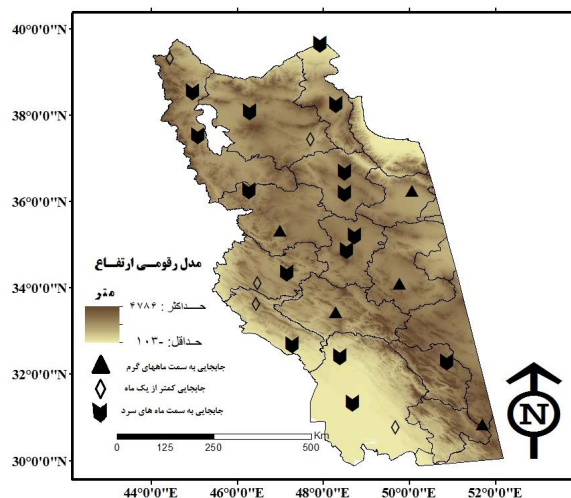 40°0'0"N
38°0'0"N
36°0'0"N
34°0'0"N
32°0'0"N
30°0'0"N
مدل رقومی ارتفاع
متر
حداکثر : ۴۷۸۶
حداقل: ۱۰۳-
جابجایی به سمت ماههای گرم
جابجایی کمتر از یک ماه
جابجایی به سمت ماه های سرد
0 125 250 500 Km
N
44°0'0"E 46°0'0"E 48°0'0"E 50°0'0"E 52°0'0"E